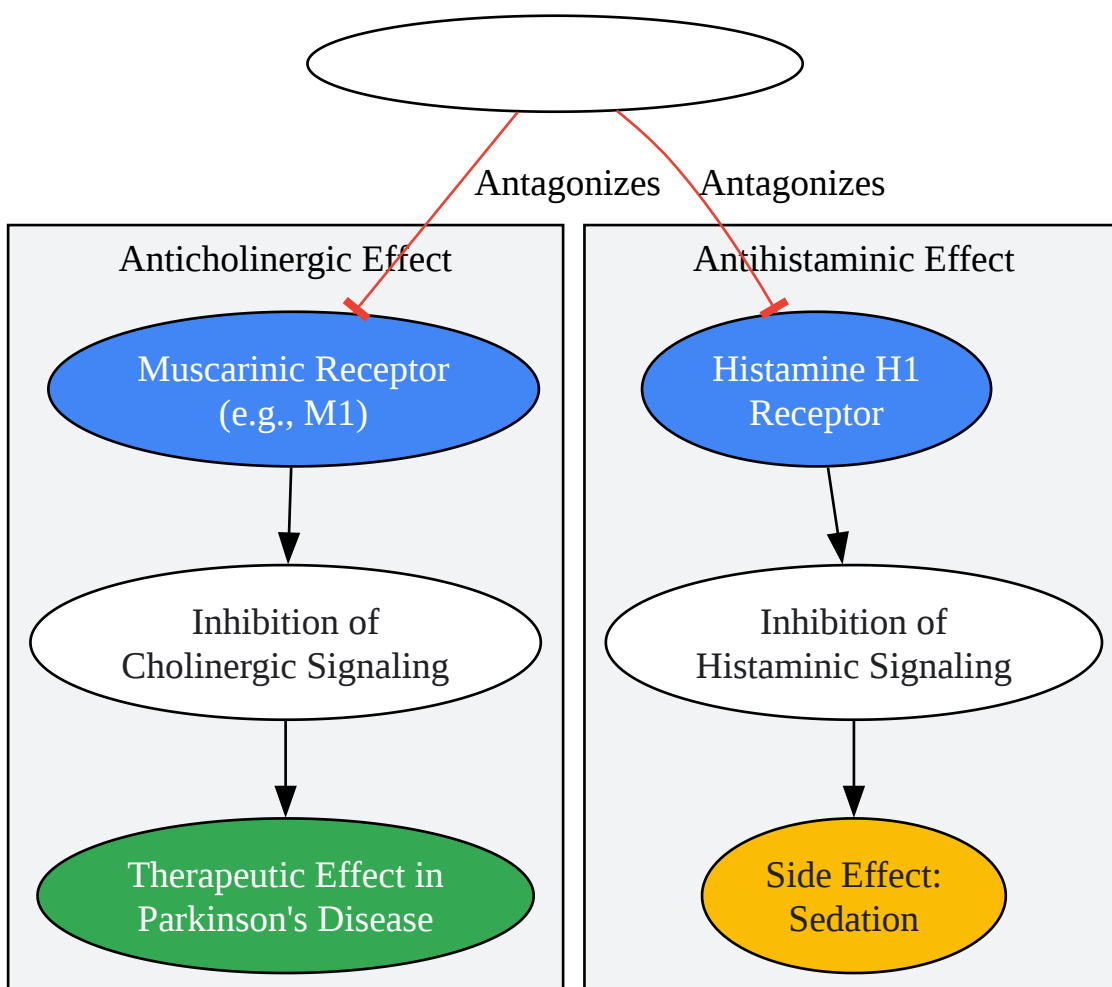 Antagonizes
Antagonizes
Anticholinergic Effect
Antihistaminic Effect
Muscarinic Receptor
(e.g., M1)
Histamine H1
Receptor
Inhibition of
Cholinergic Signaling
Inhibition of
Histaminic Signaling
Therapeutic Effect in
Parkinson's Disease
Side Effect:
Sedation